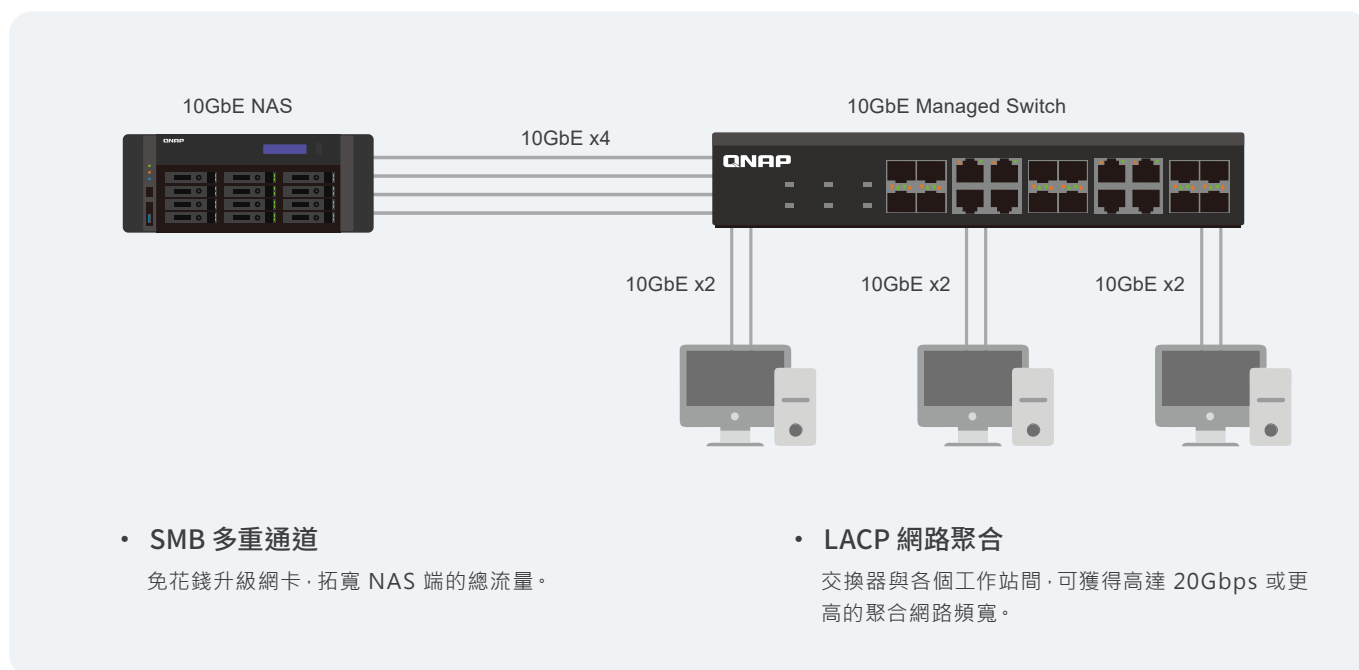 10GbE NAS
10GbE Managed Switch
10GbE x4
QNAP
QNAP
10GbE x2
10GbE x2
10GbE x2
• SMB 多重通道
免花錢升級網卡,拓寬 NAS 端的總流量。
• LACP 網路聚合
交換器與各個工作站間,可獲得高達 20Gbps 或更
高的聚合網路頻寬。